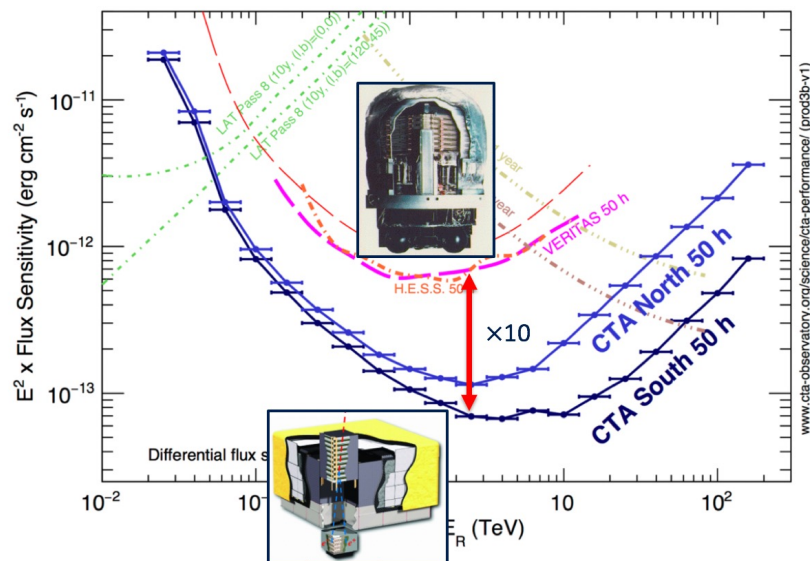 10⁻¹¹
10⁻¹²
10⁻¹³
E² x Flux Sensitivity (erg cm⁻² s⁻¹)
LAT Pass 8 (10y, (l,b)=(0,0))
LAT Pass 8 (10y, (l,b)=(120,45))
year
year
VERITAS 50 h
H.E.S.S. 50
×10
CTA North 50 h
CTA South 50 h
www.cta-observatory.org/science/cta-performance/ (prod3b-v1)
Differential flux s
10⁻²
10
10
10²
E_R (TeV)